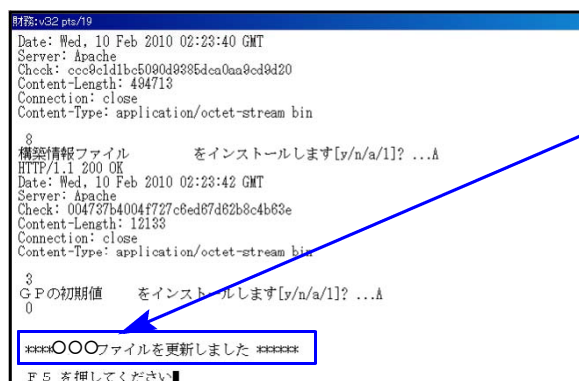 財務:v32 pts/19
Date: Wed, 10 Feb 2010 02:23:40 GMT
Server: Apache
Check: ccc9c1d1bc5090d9385dca0aa9cd9d20
Content-Length: 494713
Connection: close
Content-Type: application/octet-stream bin
8
構築情報ファイル をインストールします[y/n/a/l]? ...A
HTTP/1.1 200 OK
Date: Wed, 10 Feb 2010 02:23:42 GMT
Server: Apache
Check: 004737b4004f727c6ed67d62b8c4b63e
Content-Length: 12133
Connection: close
Content-Type: application/octet-stream bin
3
GPの初期値 をインストールします[y/n/a/l]? ...A
0
****○○○ファイルを更新しました ******
F5 を押してください